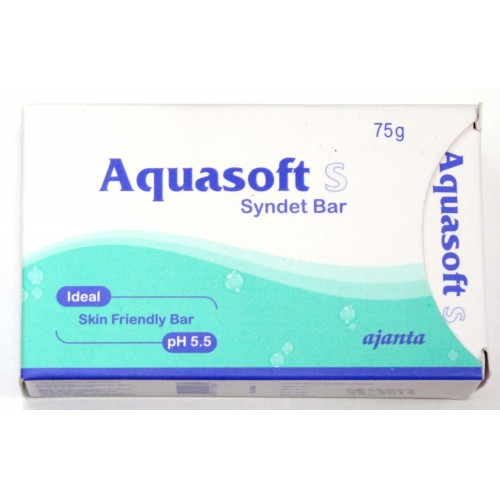 75g
Aquasoft S
Syndet Bar
Ideal
Skin Friendly Bar
pH 5.5
ajanta
Aquasoft S